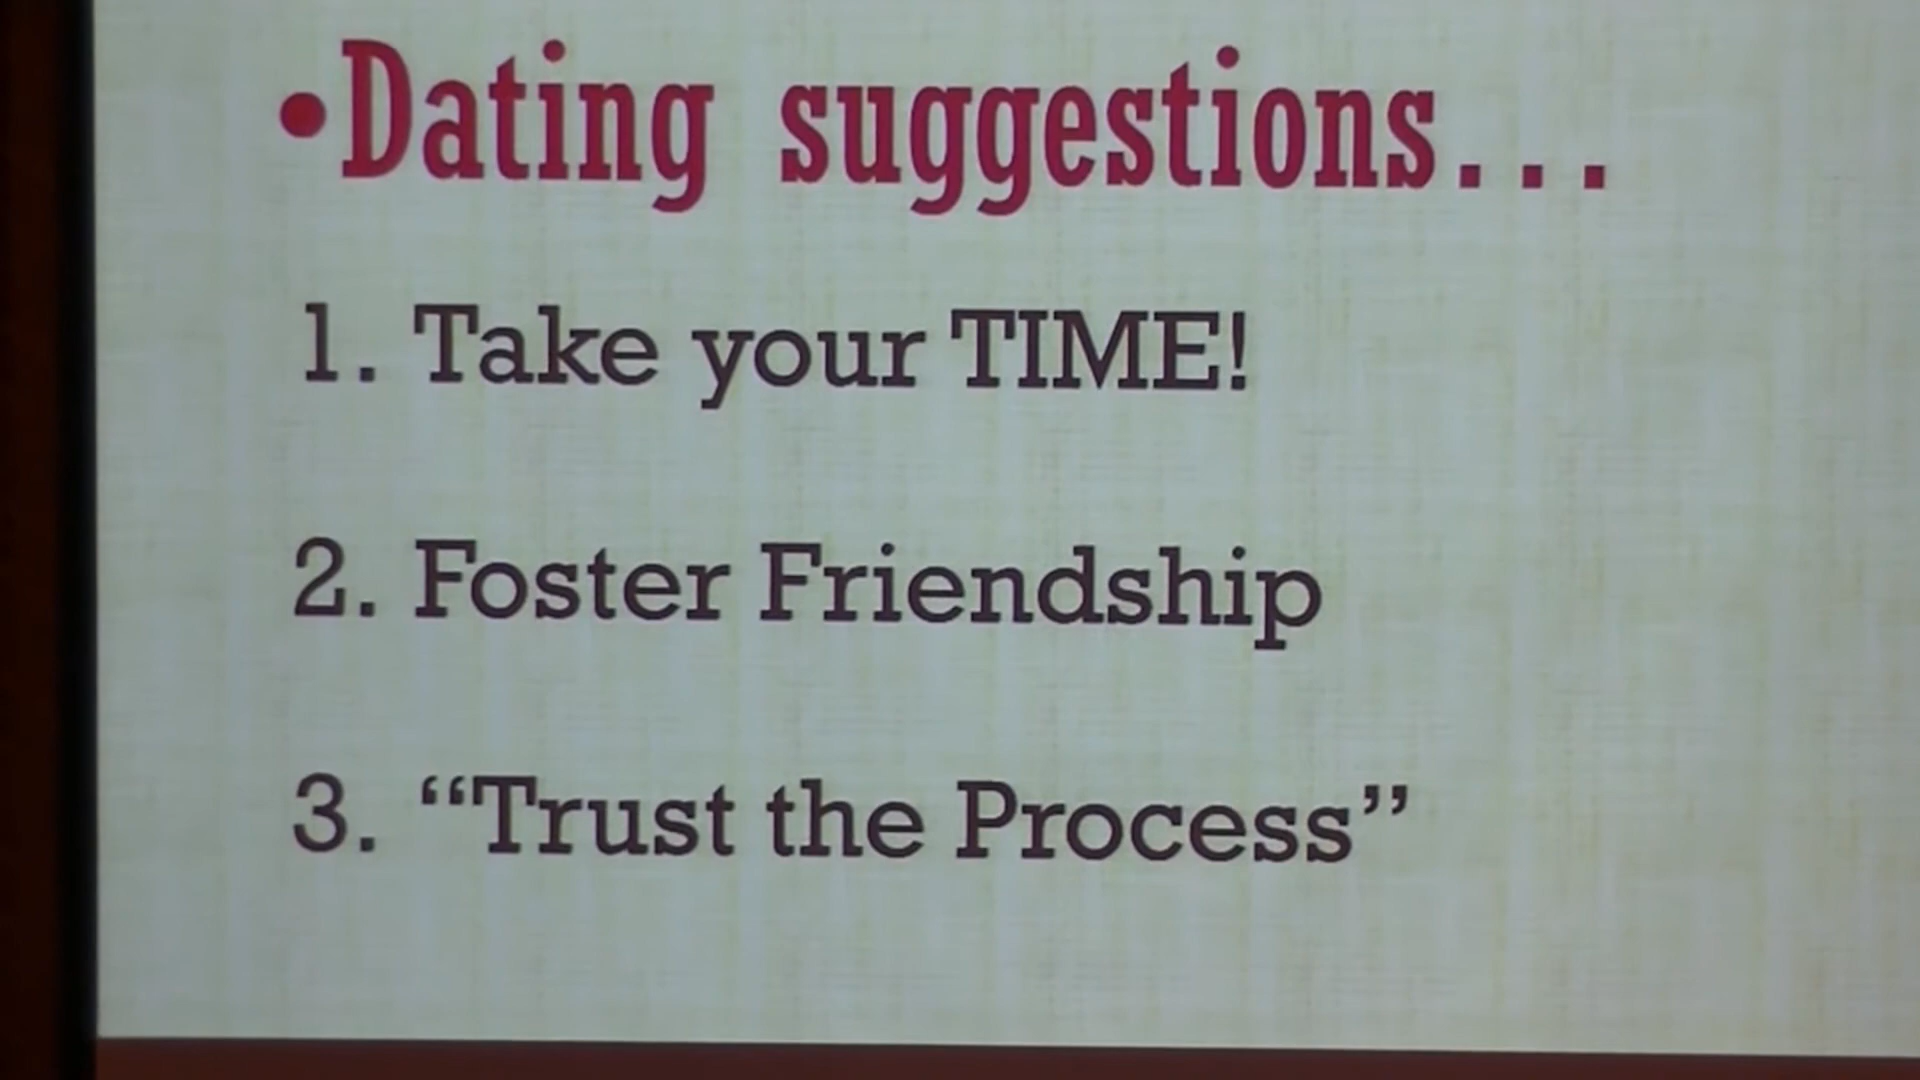 •Dating suggestions...
1. Take your TIME!
2. Foster Friendship
3. “Trust the Process”